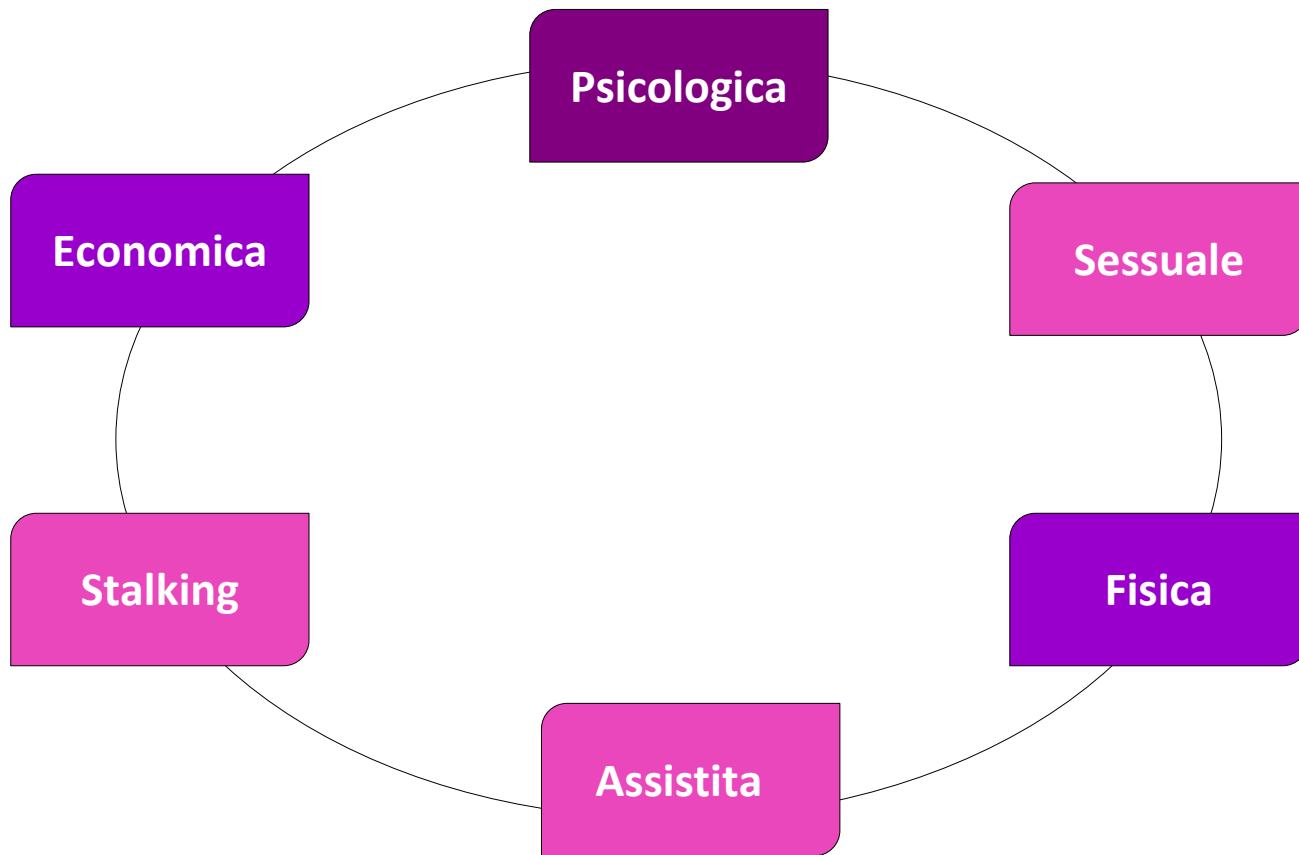 Psicologica
Economica
Sessuale
Stalking
Fisica
Assistita